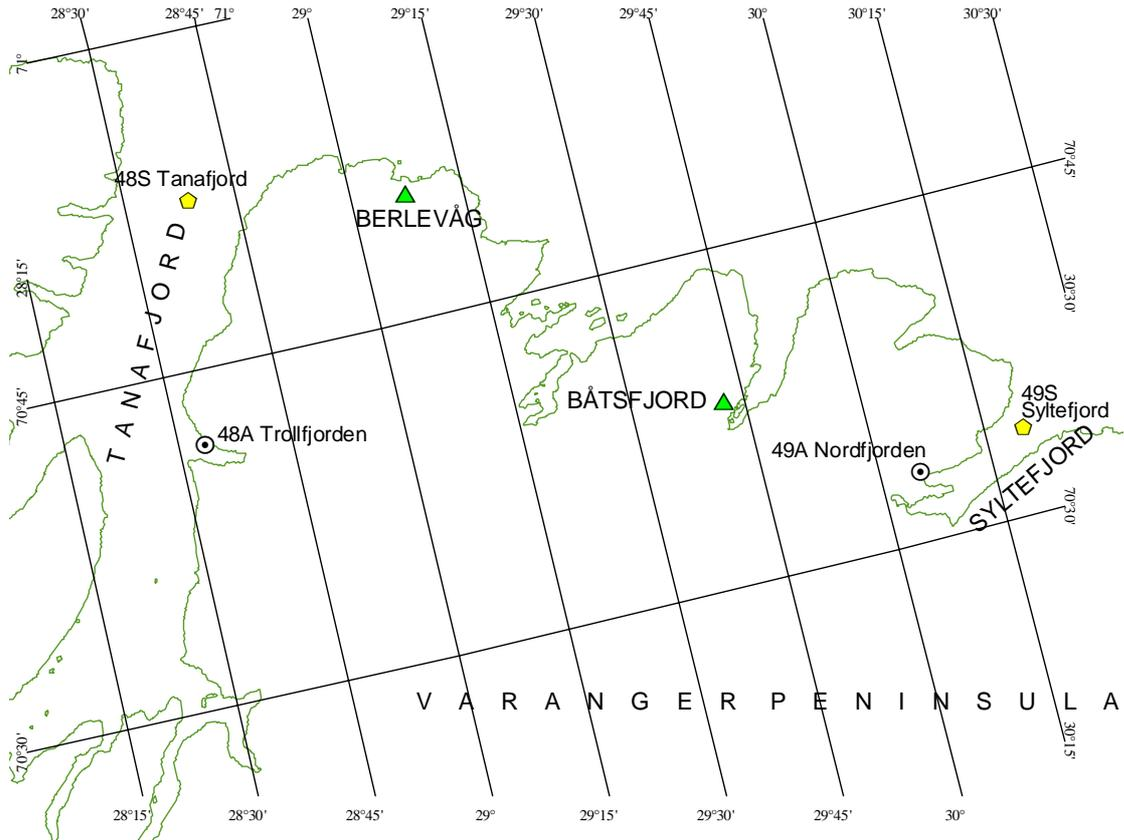 28°30'
28°45'
71°
29°
29°15'
29°30'
29°45'
30°
30°15'
30°30'
71°
70°45'
48S Tanafjord
BERLEVÅG
TANAFJORD
28°15'
30°30'
70°45'
BÅTSFJORD
49S
Syltefjord
48A Trollfjorden
49A Nordfjorden
SYLTEFJORD
70°30'
VARANGER PENINSULA
70°30'
30°15'
28°15'
28°30'
28°45'
29°
29°15'
29°30'
29°45'
30°